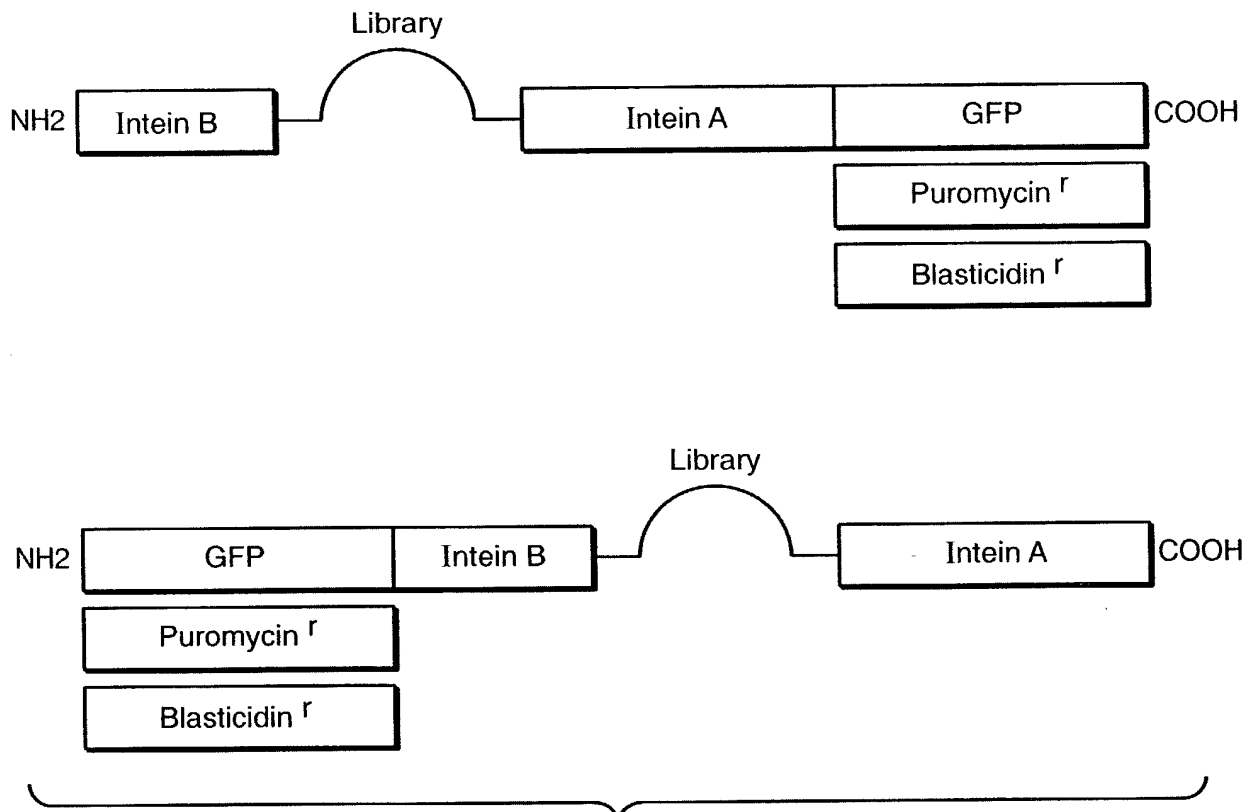 Library
NH2 Intein B Intein A GFP COOH
Puromycin r
Blasticidin r
Library
NH2 GFP Intein B Intein A COOH
Puromycin r
Blasticidin r